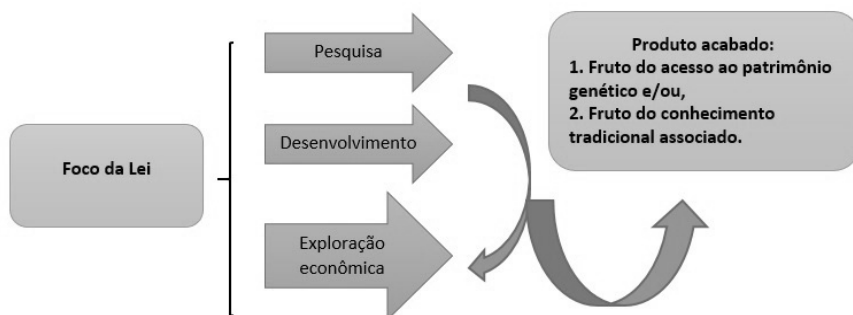 Foco da Lei
Pesquisa
Desenvolvimento
Exploração
econômica
Produto acabado:
1. Fruto do acesso ao patrimônio
genético e/ou,
2. Fruto do conhecimento
tradicional associado.